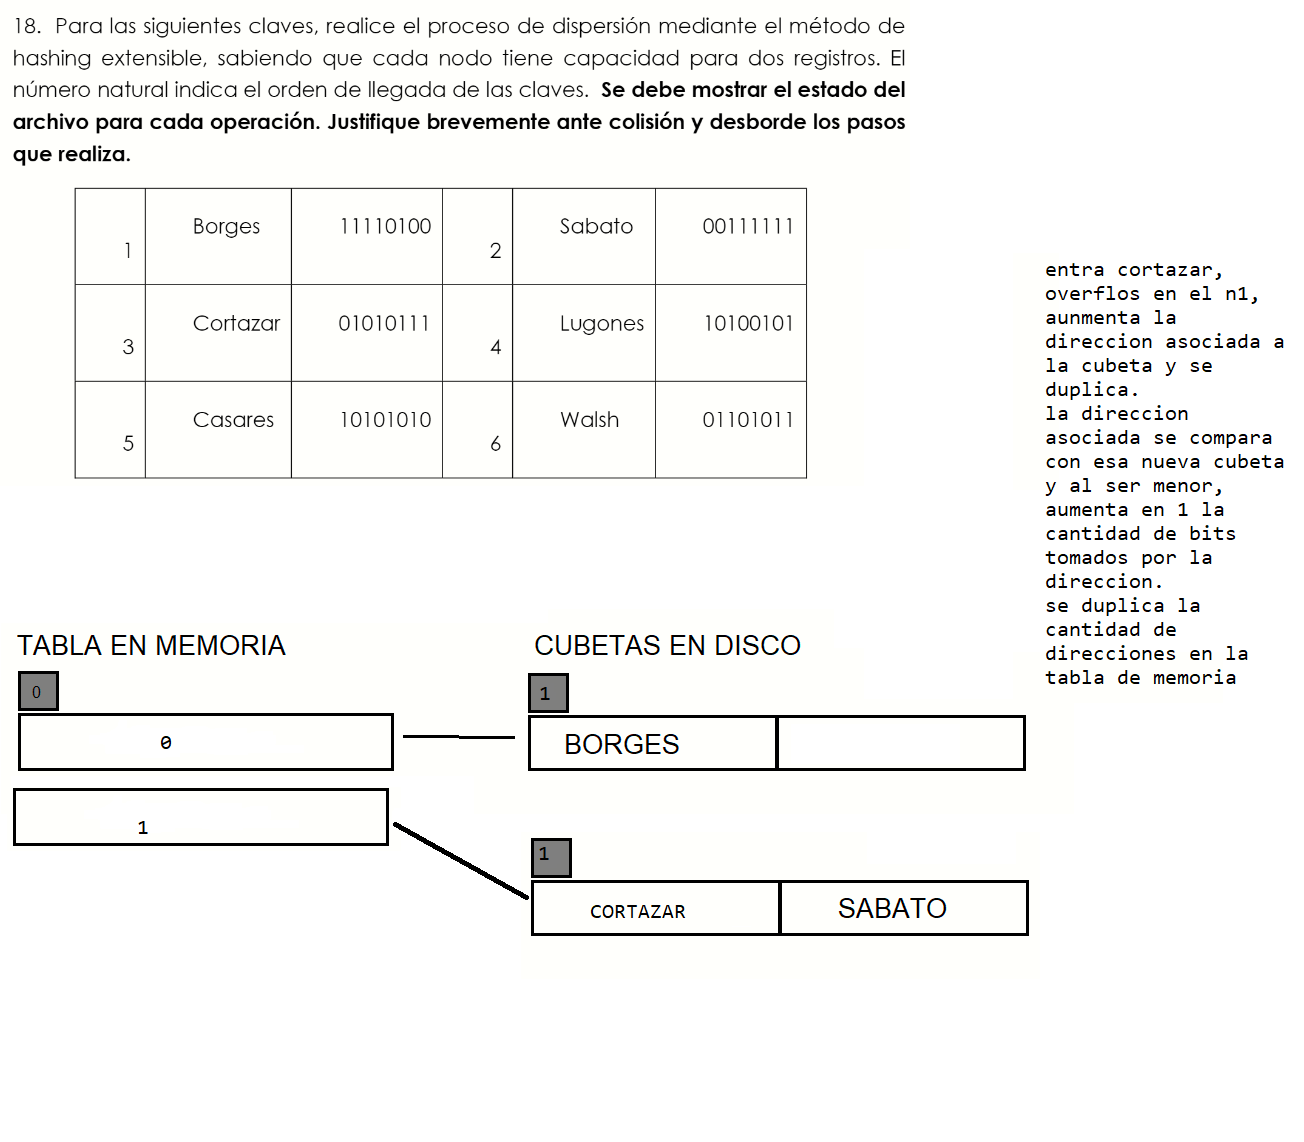 18. Para las siguientes claves, realice el proceso de dispersión mediante el método de
hashing extensible, sabiendo que cada nodo tiene capacidad para dos registros. El
número natural indica el orden de llegada de las claves. Se debe mostrar el estado del
archivo para cada operación. Justifique brevemente ante colisión y desborde los pasos
que realiza.
1 Borges 11110100 2 Sabato 00111111
3 Cortazar 01010111 4 Lugones 10100101
5 Casares 10101010 6 Walsh 01101011
entra cortazar,
overflos en el n1,
aunmenta la
direccion asociada a
la cubeta y se
duplica.
la direccion
asociada se compara
con esa nueva cubeta
y al ser menor,
aumenta en 1 la
cantidad de bits
tomados por la
direccion.
se duplica la
cantidad de
direcciones en la
tabla de memoria
TABLA EN MEMORIA
0
0
1
CUBETAS EN DISCO
1
BORGES
1
CORTAZAR SABATO